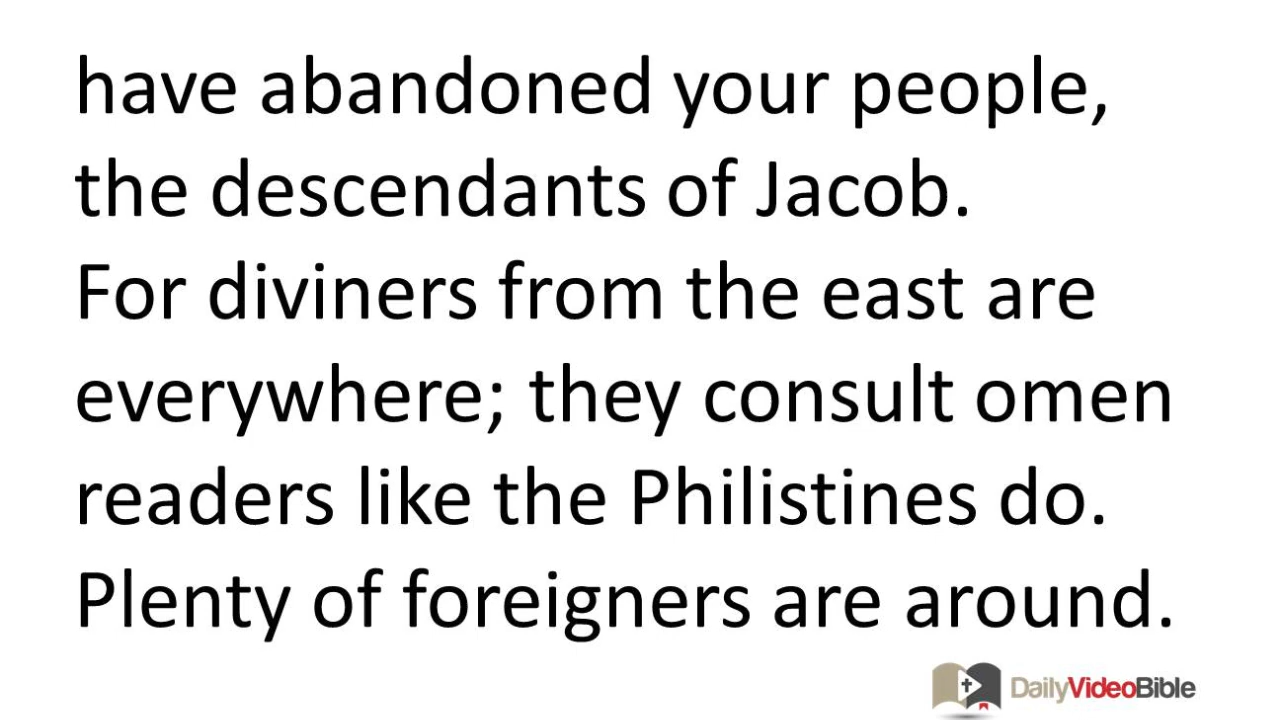 have abandoned your people,
the descendants of Jacob.
For diviners from the east are
everywhere; they consult omen
readers like the Philistines do.
Plenty of foreigners are around.
DailyVideoBible